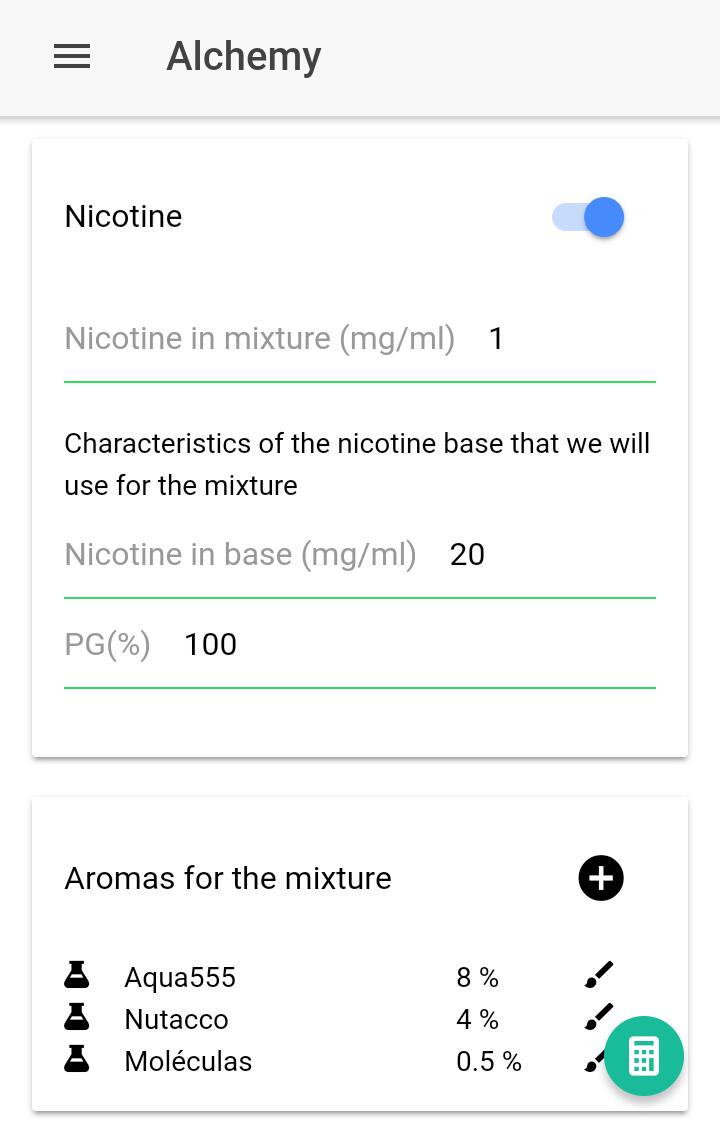 Alchemy
Nicotine
Nicotine in mixture (mg/ml) 1
Characteristics of the nicotine base that we will
use for the mixture
Nicotine in base (mg/ml) 20
PG(%) 100
Aromas for the mixture
Aqua555 8 %
Nutacco 4 %
Moléculas 0.5 %